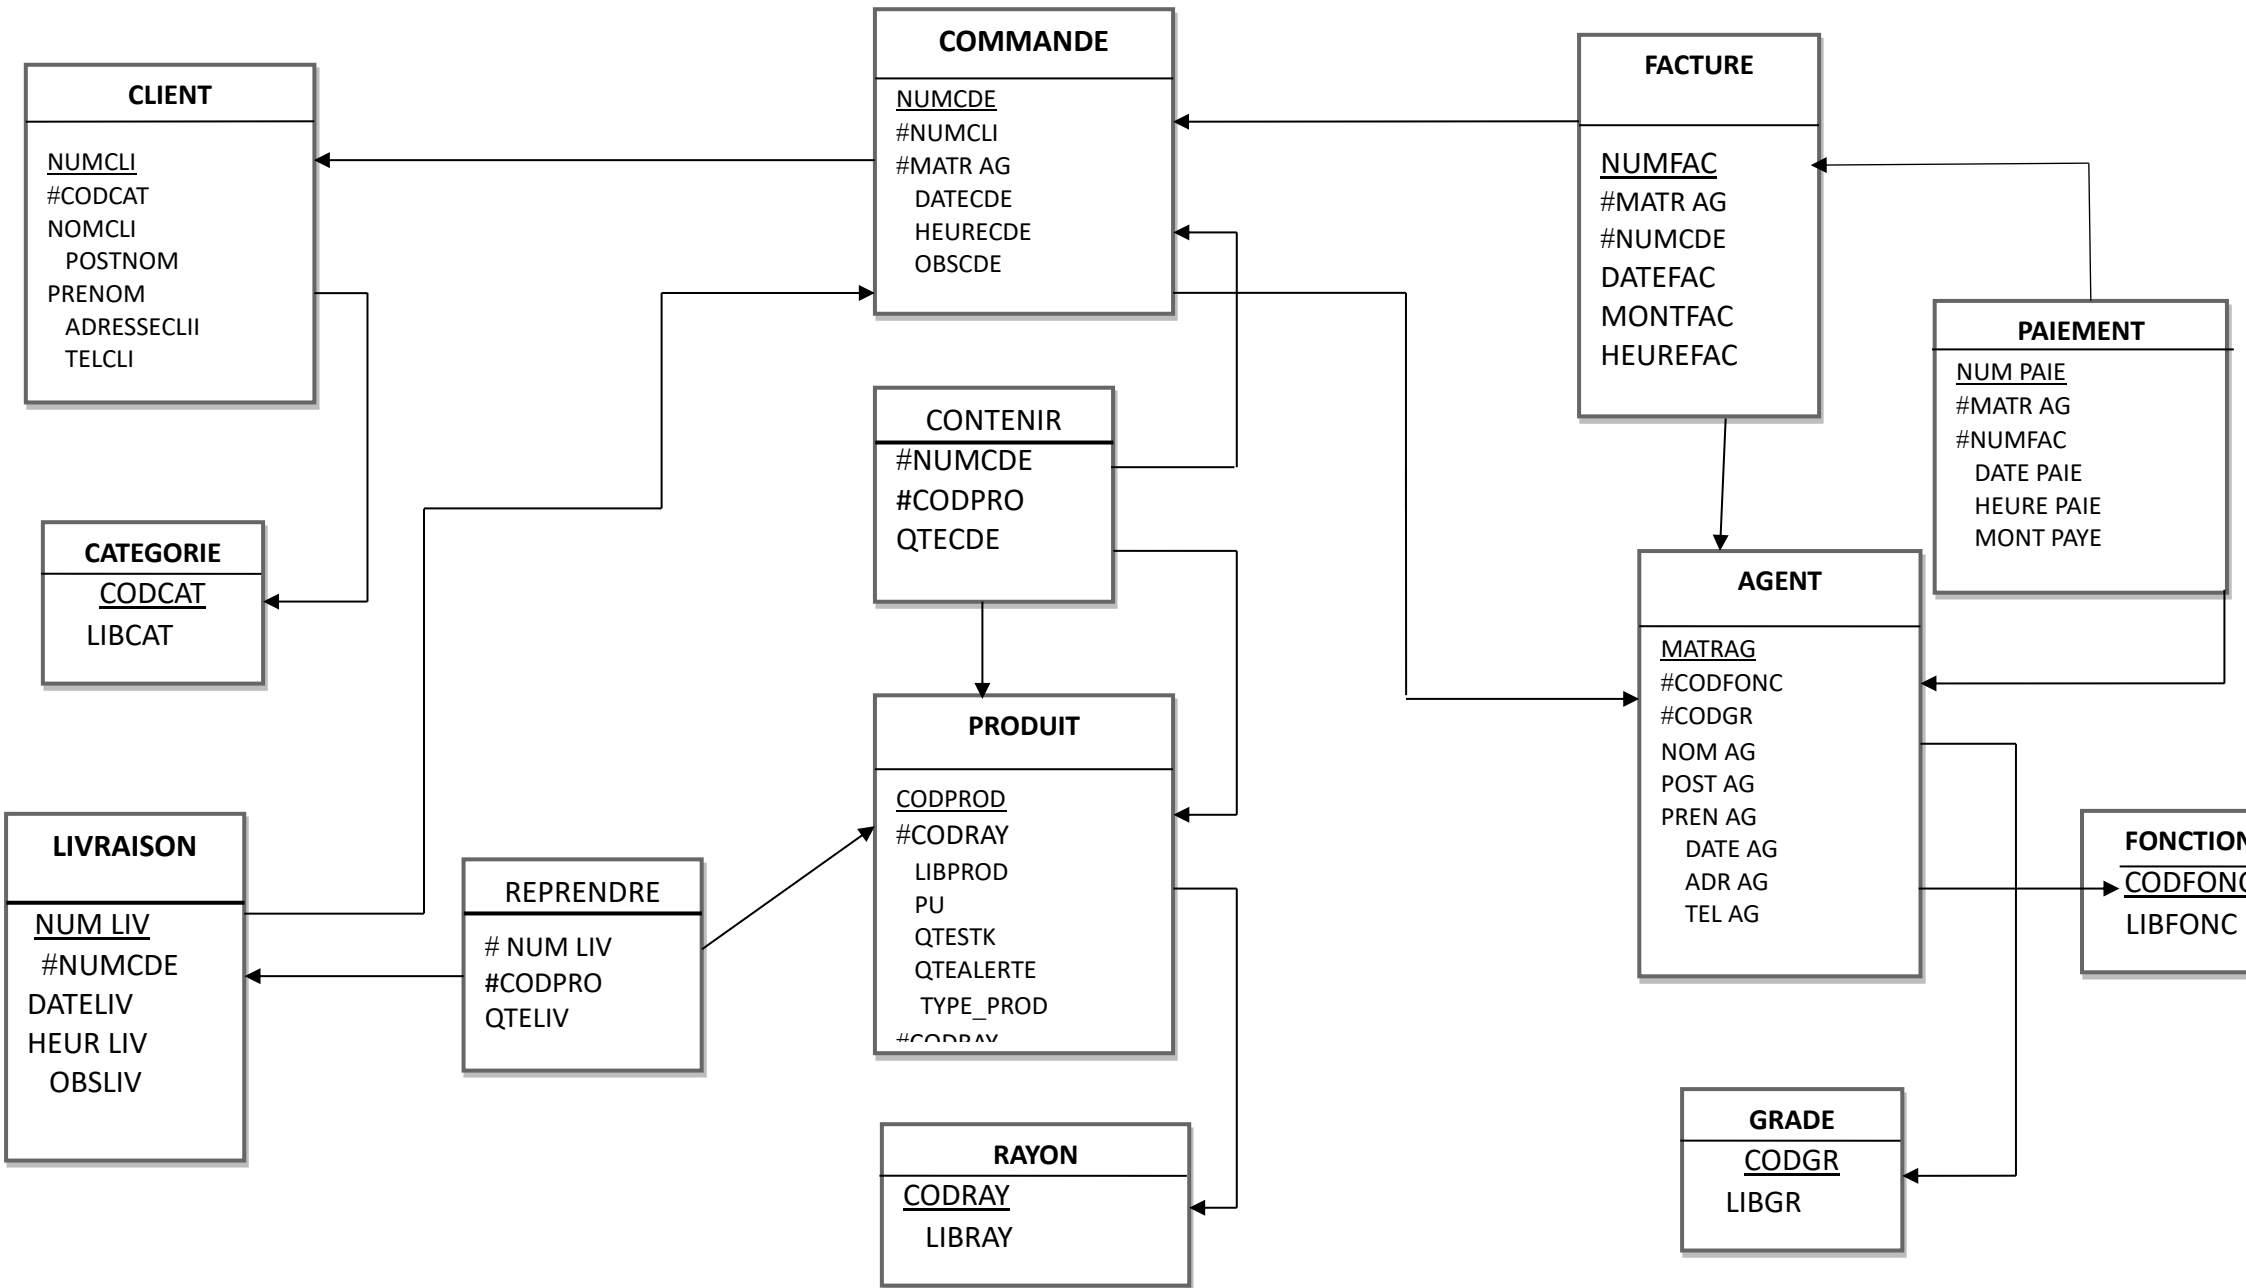 CLIENT
NUMCLI
#CODCAT
NOMCLI
POSTNOM
PRENOM
ADRESSECLII
TELCLI
CATEGORIE
CODCAT
LIBCAT
LIVRAISON
NUM LIV
#NUMCDE
DATELIV
HEUR LIV
OBSLIV
REPRENDRE
# NUM LIV
#CODPRO
QTELIV
COMMANDE
NUMCDE
#NUMCLI
#MATR AG
DATECDE
HEURECDE
OBSCDE
CONTENIR
#NUMCDE
#CODPRO
QTECDE
PRODUIT
CODPROD
#CODRAY
LIBPROD
PU
QTESTK
QTEALERTE
TYPE_PROD
#CODRAY
RAYON
CODRAY
LIBRAY
FACTURE
NUMFAC
#MATR AG
#NUMCDE
DATEFAC
MONTFAC
HEUREFAC
PAIEMENT
NUM PAIE
#MATR AG
#NUMFAC
DATE PAIE
HEURE PAIE
MONT PAYE
AGENT
MATRAG
#CODFONC
#CODGR
NOM AG
POST AG
PREN AG
DATE AG
ADR AG
TEL AG
FONCTION
CODFONC
LIBFONC
GRADE
CODGR
LIBGR